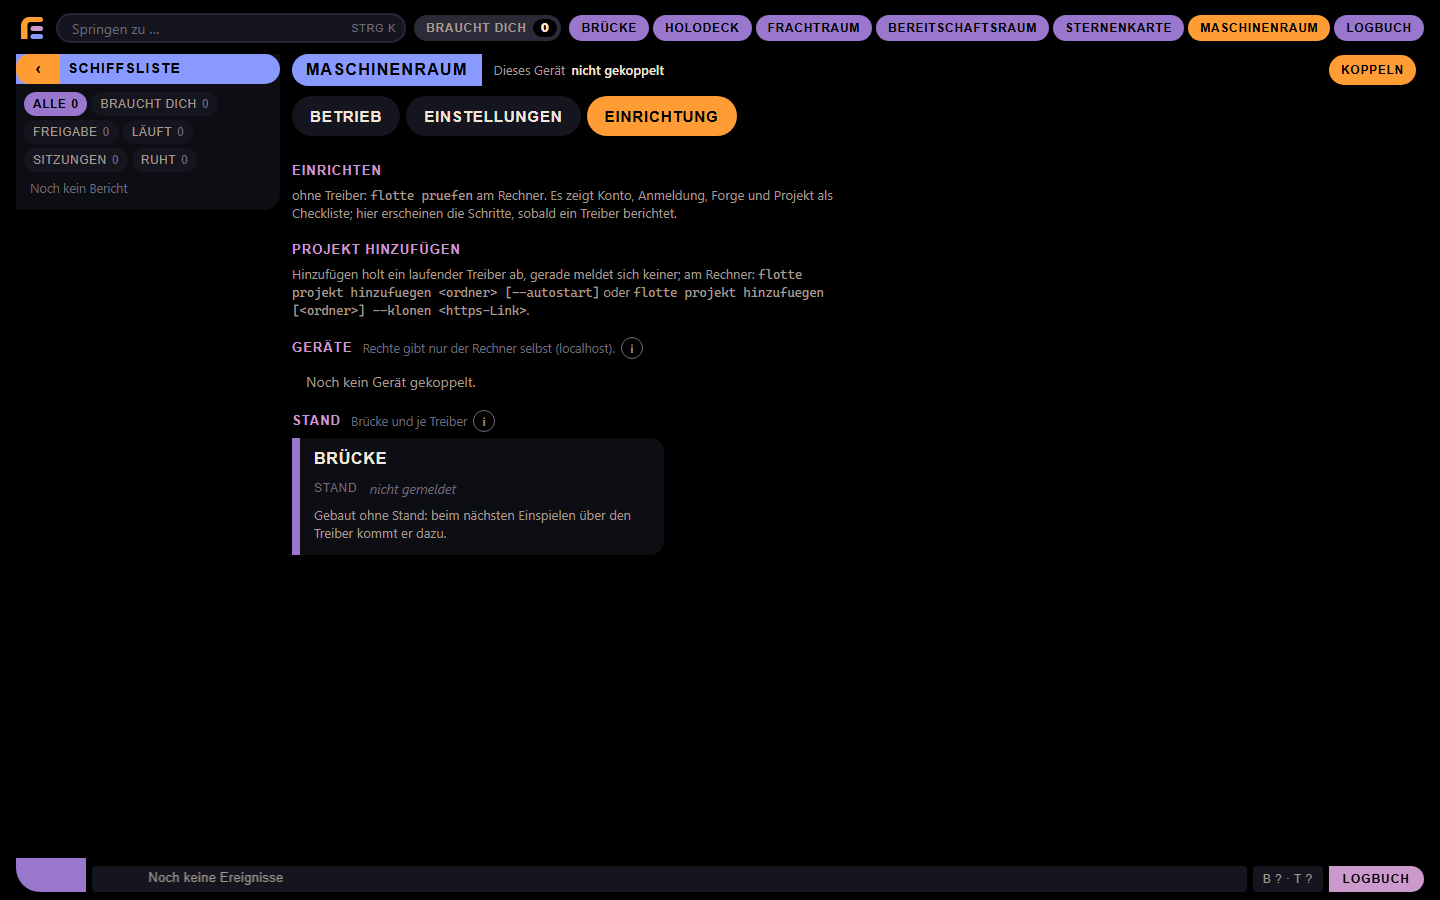 Springen zu ... STRG K BRAUCHT DICH 0 BRÜCKE HOLODECK FRACHTRAUM BEREITSCHAFTSRAUM STERNENKARTE MASCHINENRAUM LOGBUCH
‹ SCHIFFSLISTE
ALLE 0 BRAUCHT DICH 0
FREIGABE 0 LÄUFT 0
SITZUNGEN 0 RUHT 0
Noch kein Bericht
MASCHINENRAUM Dieses Gerät nicht gekoppelt KOPPELN
BETRIEB EINSTELLUNGEN EINRICHTUNG
EINRICHTEN
ohne Treiber: flotte pruefen am Rechner. Es zeigt Konto, Anmeldung, Forge und Projekt als
Checkliste; hier erscheinen die Schritte, sobald ein Treiber berichtet.
PROJEKT HINZUFÜGEN
Hinzufügen holt ein laufender Treiber ab, gerade meldet sich keiner; am Rechner: flotte
projekt hinzufuegen <ordner> [--autostart] oder flotte projekt hinzufuegen
[<ordner>] --klonen <https-Link>.
GERÄTE Rechte gibt nur der Rechner selbst (localhost). i
Noch kein Gerät gekoppelt.
STAND Brücke und je Treiber i
BRÜCKE
STAND nicht gemeldet
Gebaut ohne Stand: beim nächsten Einspielen über den
Treiber kommt er dazu.
Noch keine Ereignisse B ? · T ? LOGBUCH